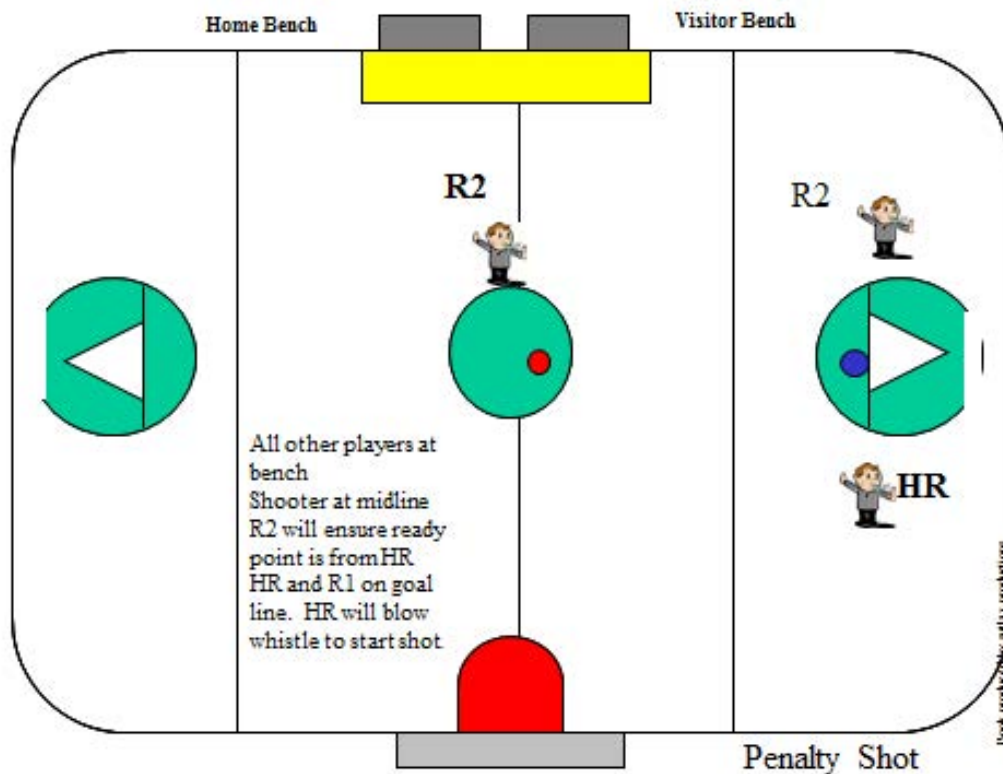 Home Bench
Visitor Bench
R2
R2
HR
All other players at
bench
Shooter at midline
R2 will ensure ready
point is from HR
HR and R1 on goal
line. HR will blow
whistle to start shot
Penalty Shot